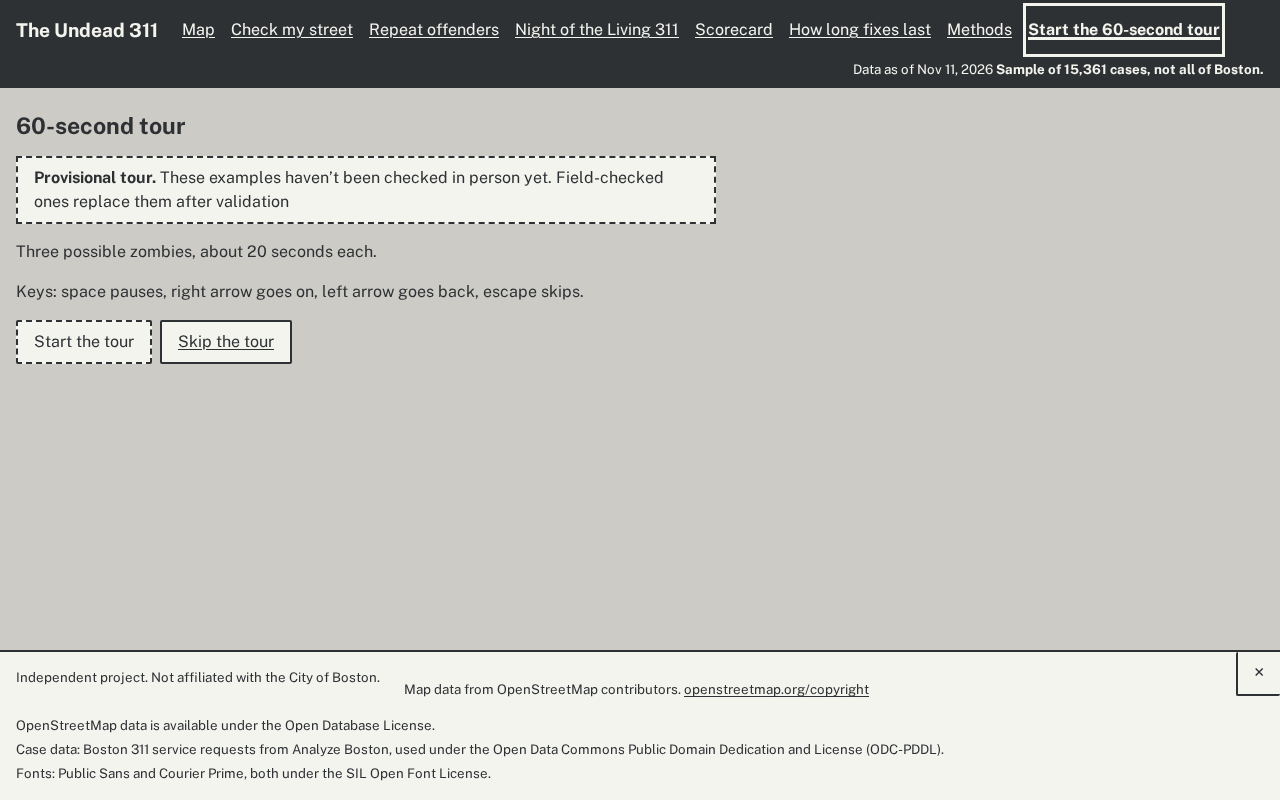 The Undead 311 Map Check my street Repeat offenders Night of the Living 311 Scorecard How long fixes last Methods Start the 60-second tour
Data as of Nov 11, 2026 Sample of 15,361 cases, not all of Boston.
60-second tour
Provisional tour. These examples haven’t been checked in person yet. Field-checked
ones replace them after validation
Three possible zombies, about 20 seconds each.
Keys: space pauses, right arrow goes on, left arrow goes back, escape skips.
Start the tour Skip the tour
Independent project. Not affiliated with the City of Boston.
Map data from OpenStreetMap contributors. openstreetmap.org/copyright
×
OpenStreetMap data is available under the Open Database License.
Case data: Boston 311 service requests from Analyze Boston, used under the Open Data Commons Public Domain Dedication and License (ODC-PDDL).
Fonts: Public Sans and Courier Prime, both under the SIL Open Font License.